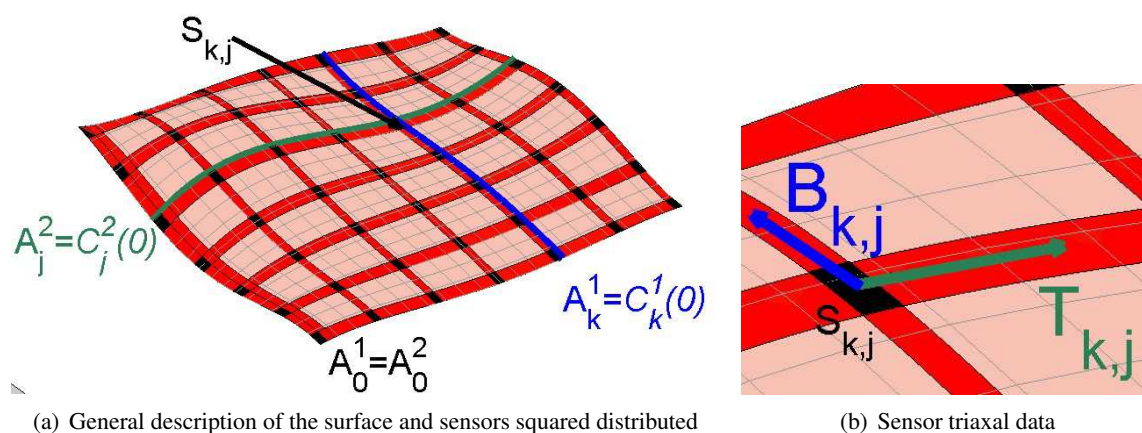 S_{k,j}
A_j^2=C_j^2(0)
A_k^1=C_k^1(0)
A_0^1=A_0^2
B_{k,j}
S_{k,j}
T_{k,j}
(a) General description of the surface and sensors squared distributed
(b) Sensor triaxal data